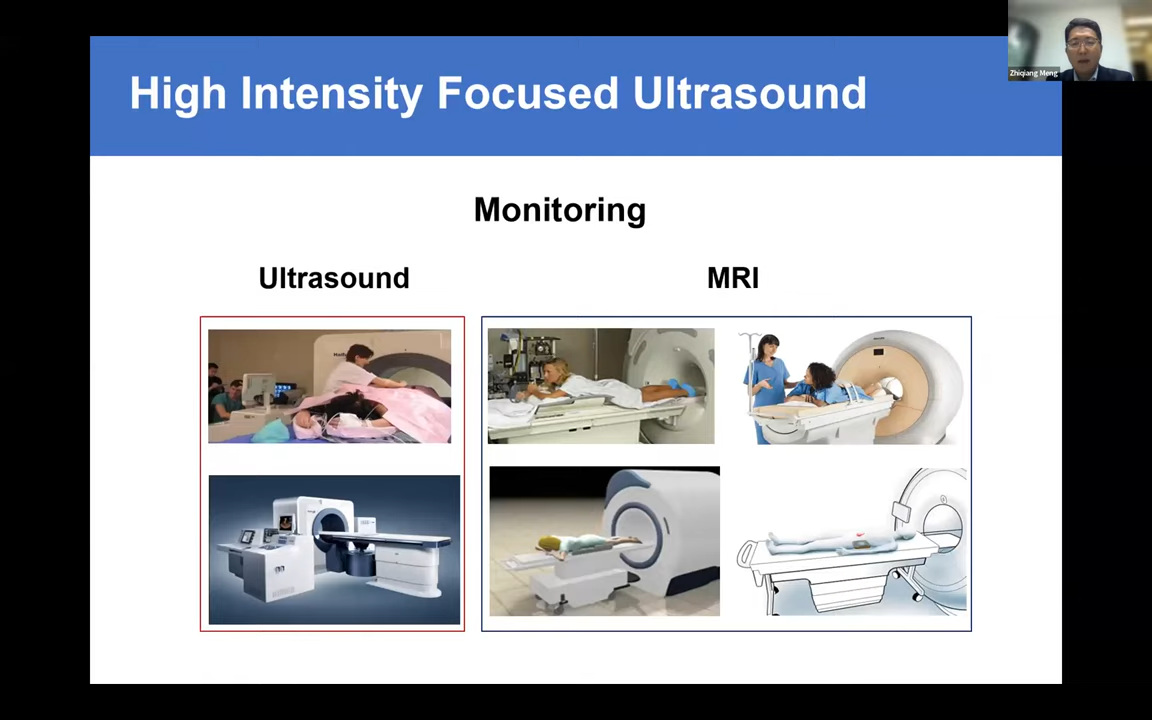 High Intensity Focused Ultrasound
Zhiqiang Meng
Monitoring
Ultrasound
MRI